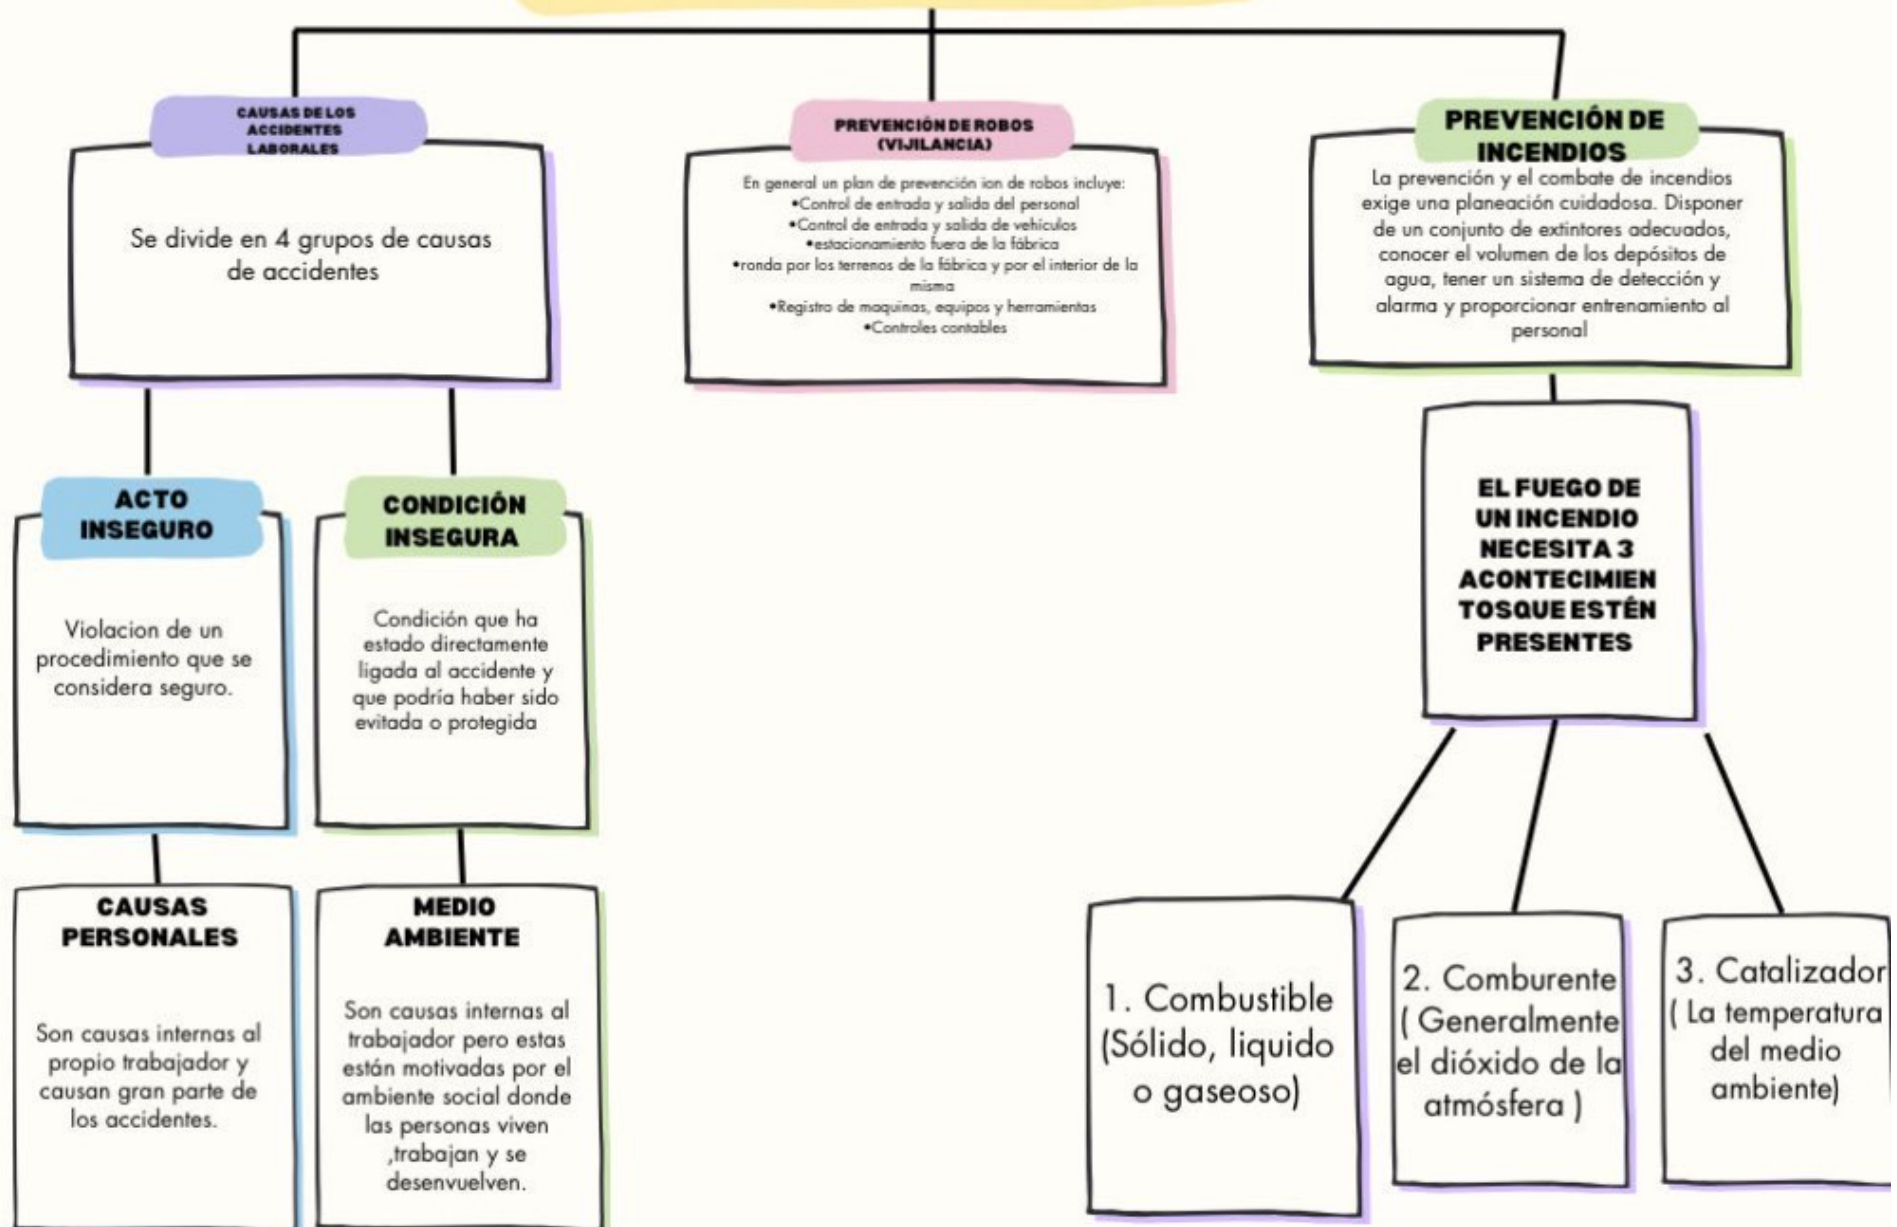 CAUSAS DE LOS
ACCIDENTES
LABORALES
Se divide en 4 grupos de causas
de accidentes
PREVENCIÓN DE ROBOS
(VIJILANCIA)
En general un plan de prevención ion de robos incluye:
•Control de entrada y salida del personal
•Control de entrada y salida de vehículos
•estacionamiento fuera de la fábrica
•ronda por los terrenos de la fábrica y por el interior de la
misma
•Registro de maquinas, equipos y herramientas
•Controles contables
PREVENCIÓN DE
INCENDIOS
La prevención y el combate de incendios
exige una planeación cuidadosa. Disponer
de un conjunto de extintores adecuados,
conocer el volumen de los depósitos de
agua, tener un sistema de detección y
alarma y proporcionar entrenamiento al
personal
ACTO
INSEGURO
Violacion de un
procedimiento que se
considera seguro.
CONDICIÓN
INSEGURA
Condición que ha
estado directamente
ligada al accidente y
que podría haber sido
evitada o protegida
EL FUEGO DE
UN INCENDIO
NECESITA 3
ACONTECIMIEN
TOSQUE ESTÉN
PRESENTES
CAUSAS
PERSONALES
Son causas internas al
propio trabajador y
causan gran parte de
los accidentes.
MEDIO
AMBIENTE
Son causas internas al
trabajador pero estas
están motivadas por el
ambiente social donde
las personas viven
,trabajan y se
desenvuelven.
1. Combustible
(Sólido, liquido
o gaseoso)
2. Comburente
( Generalmente
el dióxido de la
atmósfera )
3. Catalizador
( La temperatura
del medio
ambiente)